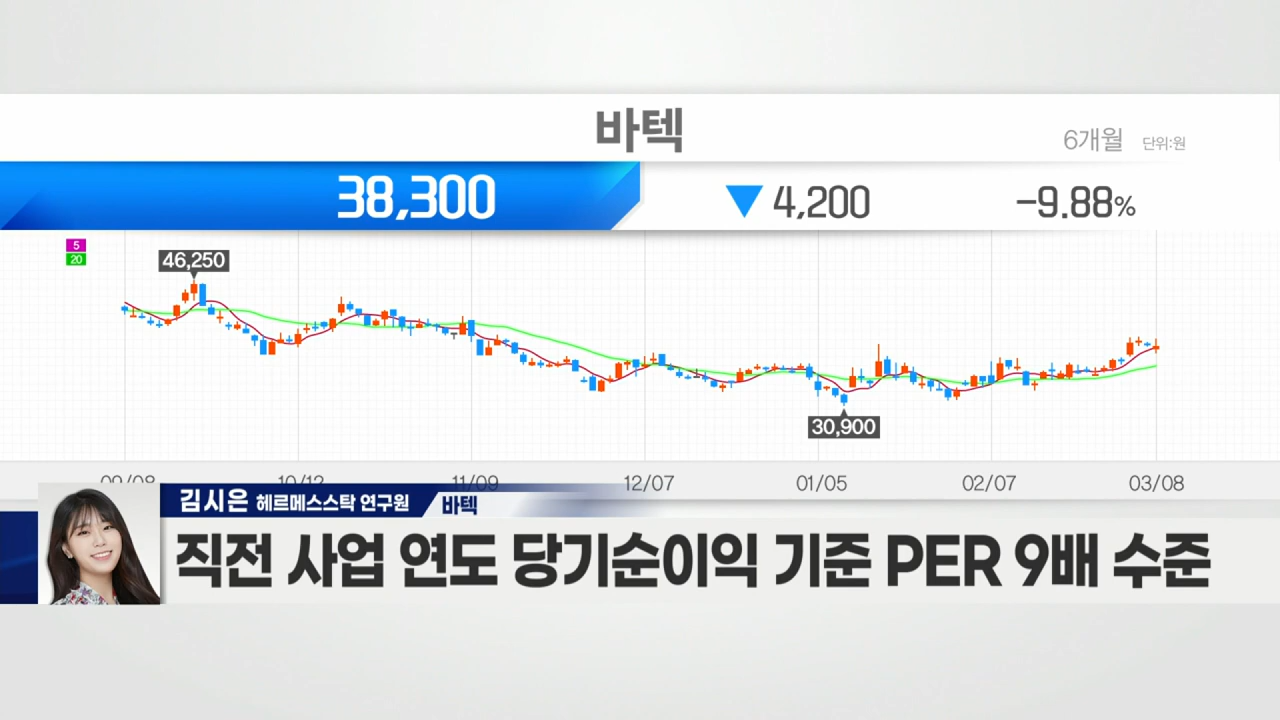 바텍
6개월 단위:원
38,300 ▼ 4,200 -9.88%
5
20
46,250
30,900
09/08 10/12 11/09 12/07 01/05 02/07 03/08
김시은 헤르메스스탁 연구원 바텍
직전 사업 연도 당기순이익 기준 PER 9배 수준